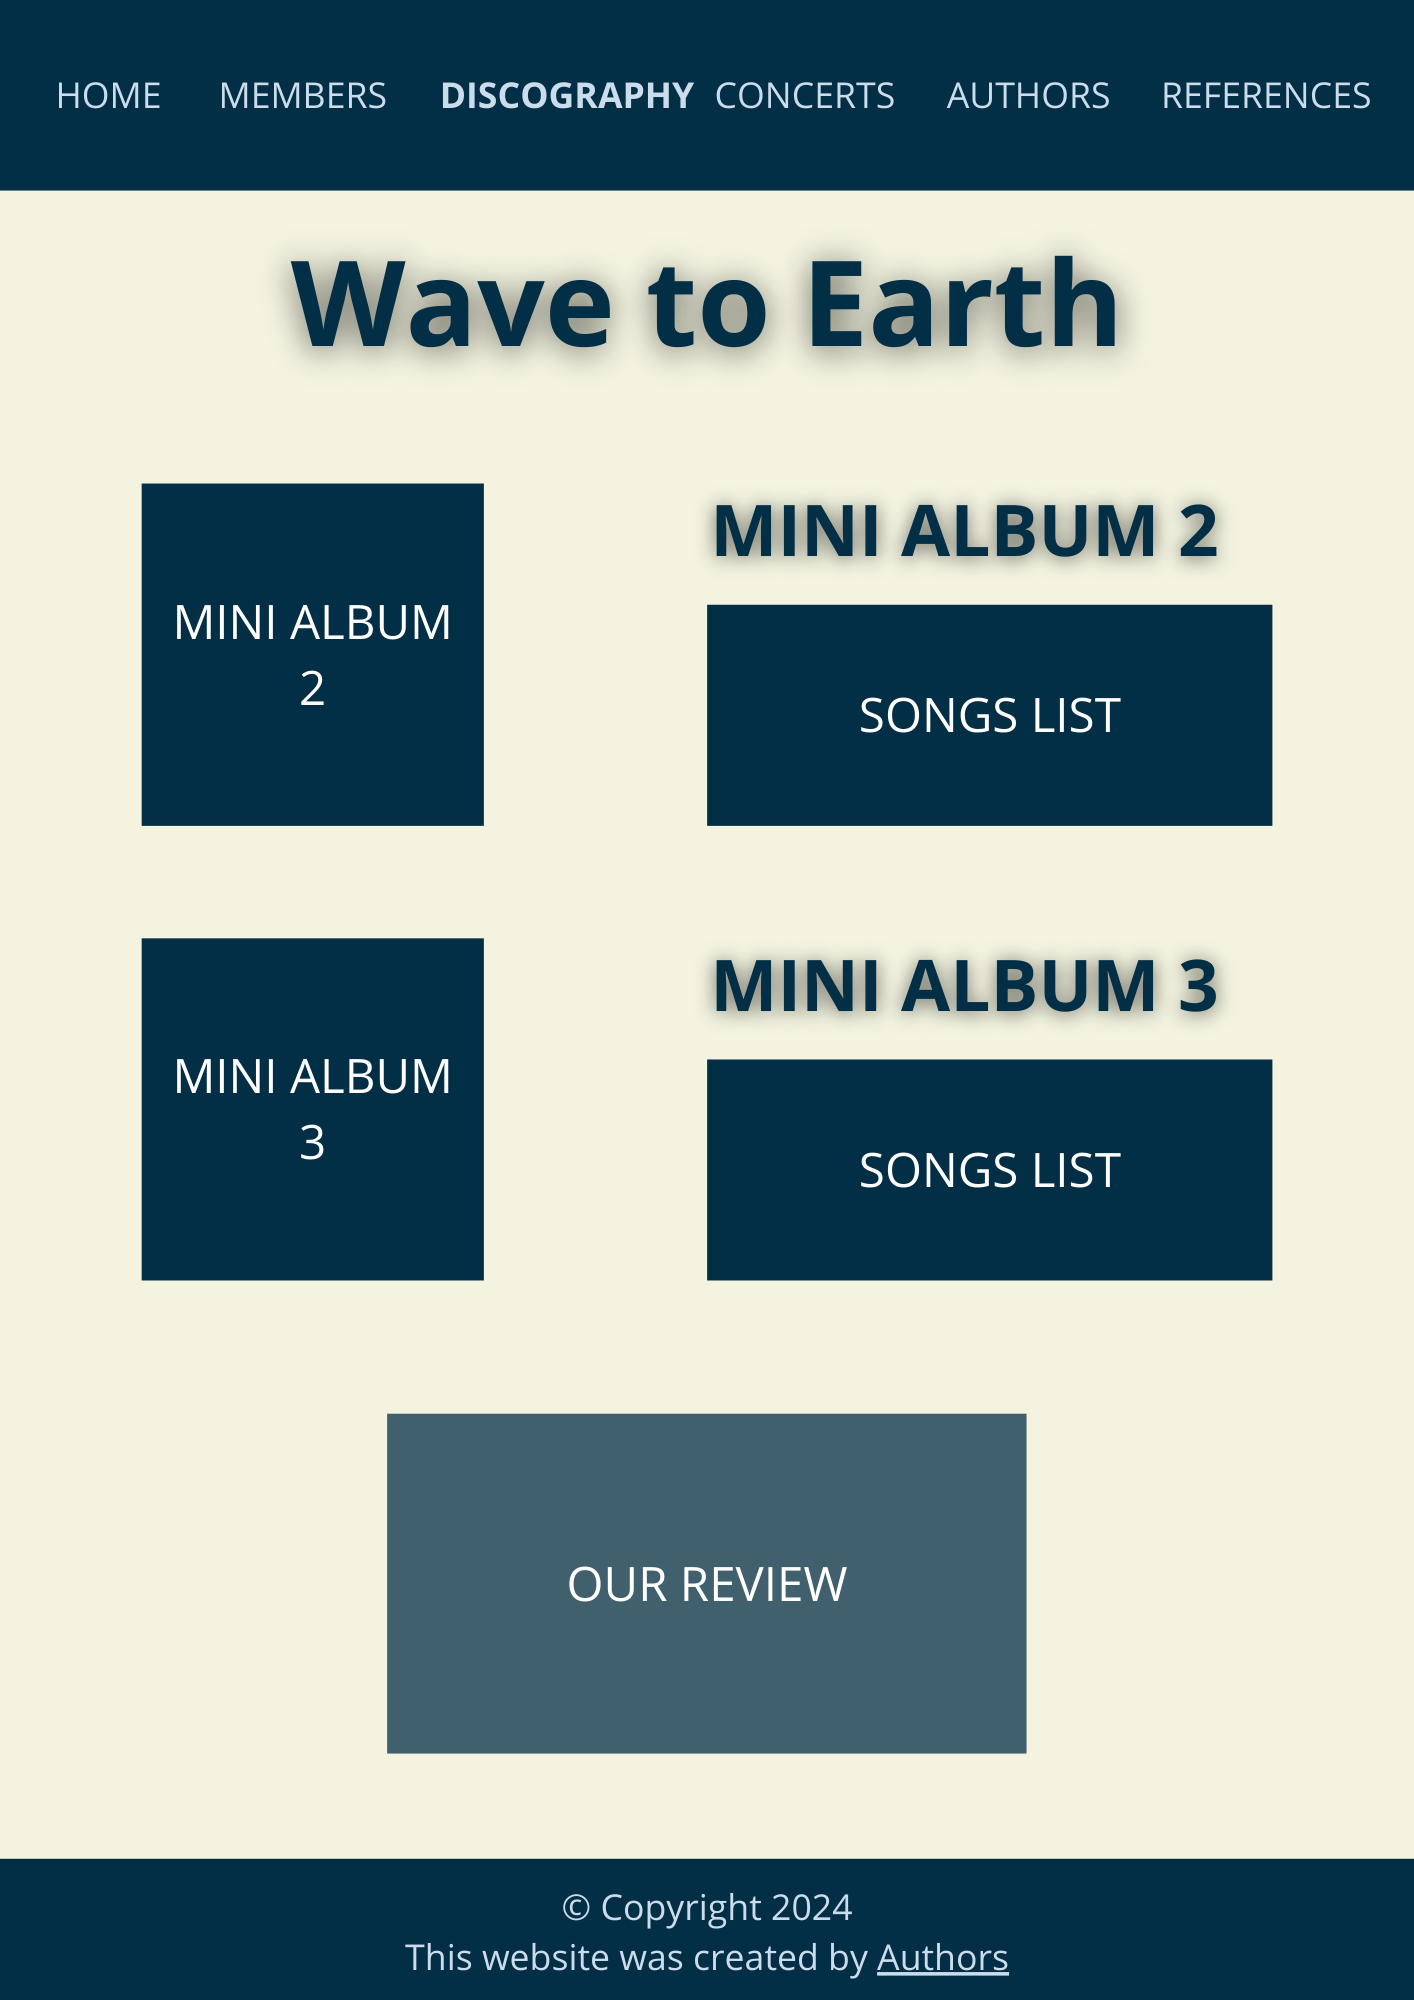 HOME MEMBERS DISCOGRAPHY CONCERTS AUTHORS REFERENCES
Wave to Earth
MINI ALBUM
2
MINI ALBUM 2
SONGS LIST
MINI ALBUM
3
MINI ALBUM 3
SONGS LIST
OUR REVIEW
© Copyright 2024
This website was created by Authors